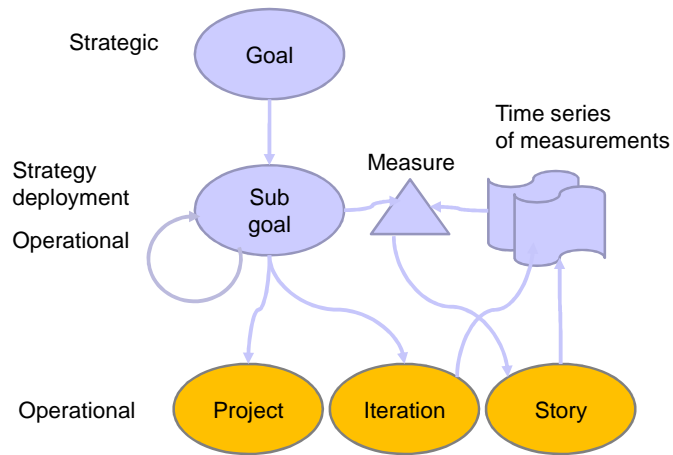 Strategic
Goal
Time series
of measurements
Measure
Strategy
deployment
Sub
goal
Operational
Operational
Project
Iteration
Story